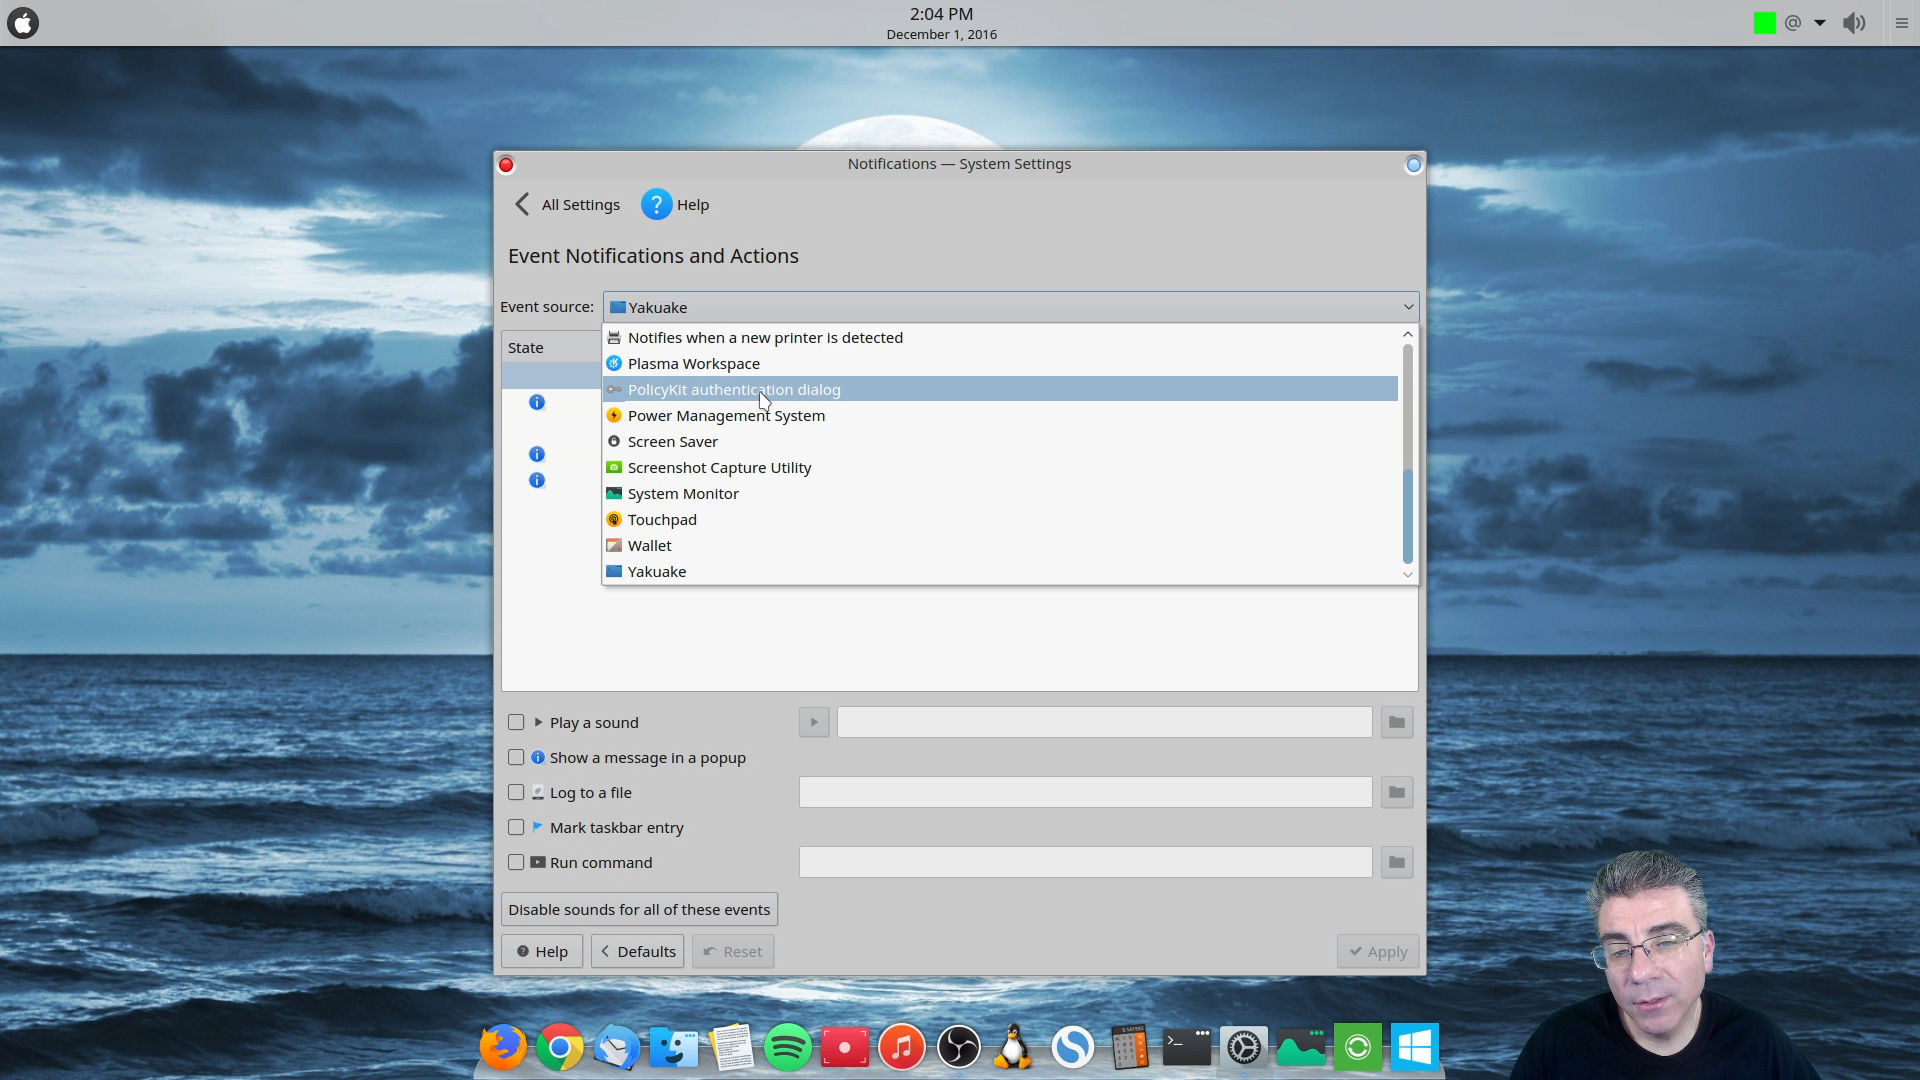 2:04 PM
December 1, 2016
Notifications — System Settings
All Settings
? Help
Event Notifications and Actions
Event source: Yakuake
State
Notifies when a new printer is detected
Plasma Workspace
PolicyKit authentication dialog
Power Management System
Screen Saver
Screenshot Capture Utility
System Monitor
Touchpad
Wallet
Yakuake
Play a sound
Show a message in a popup
Log to a file
Mark taskbar entry
Run command
Disable sounds for all of these events
Help
Defaults
Reset
Apply